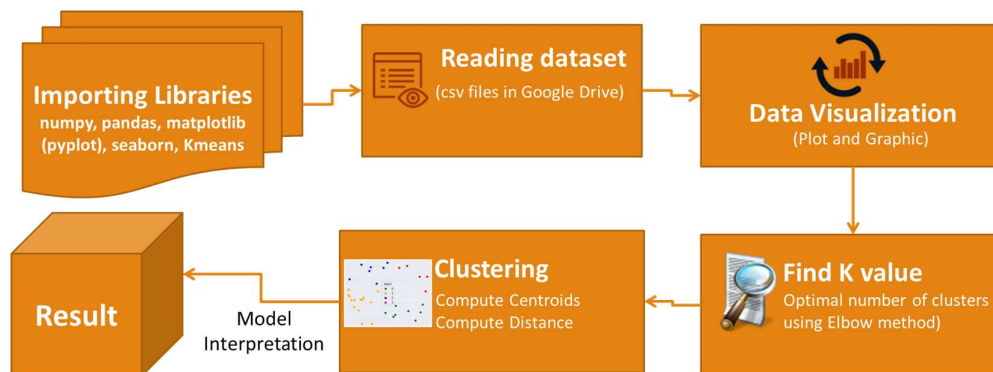 Importing Libraries
numpy, pandas, matplotlib
(pyplot), seaborn, Kmeans
Reading dataset
(csv files in Google Drive)
Data Visualization
(Plot and Graphic)
Find K value
Optimal number of clusters
using Elbow method)
Clustering
Compute Centroids
Compute Distance
Model
Interpretation
Result